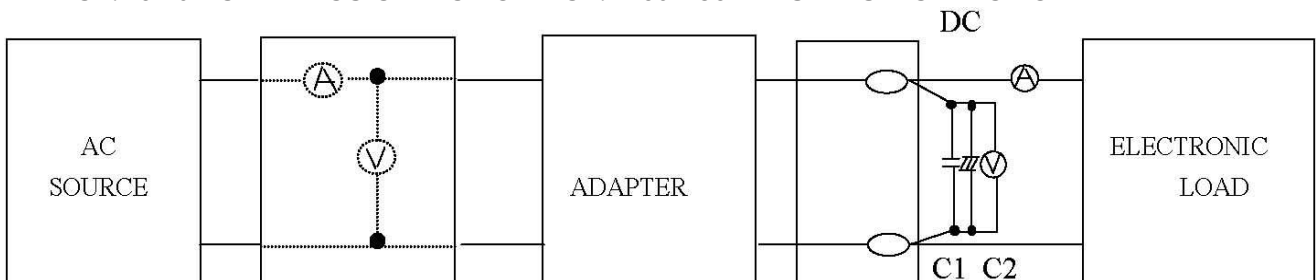 DC
A
A
V
V
AC
SOURCE
ADAPTER
ELECTRONIC
LOAD
C1 C2